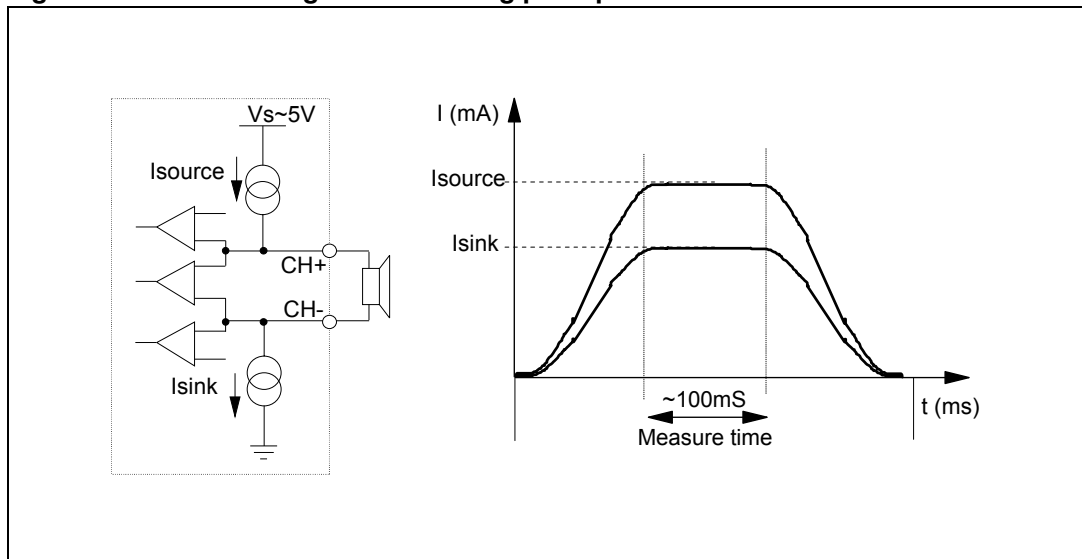 Vs~5V
Isource
CH+
CH-
Isink
I (mA)
Isource
Isink
~100mS
Measure time
t (ms)